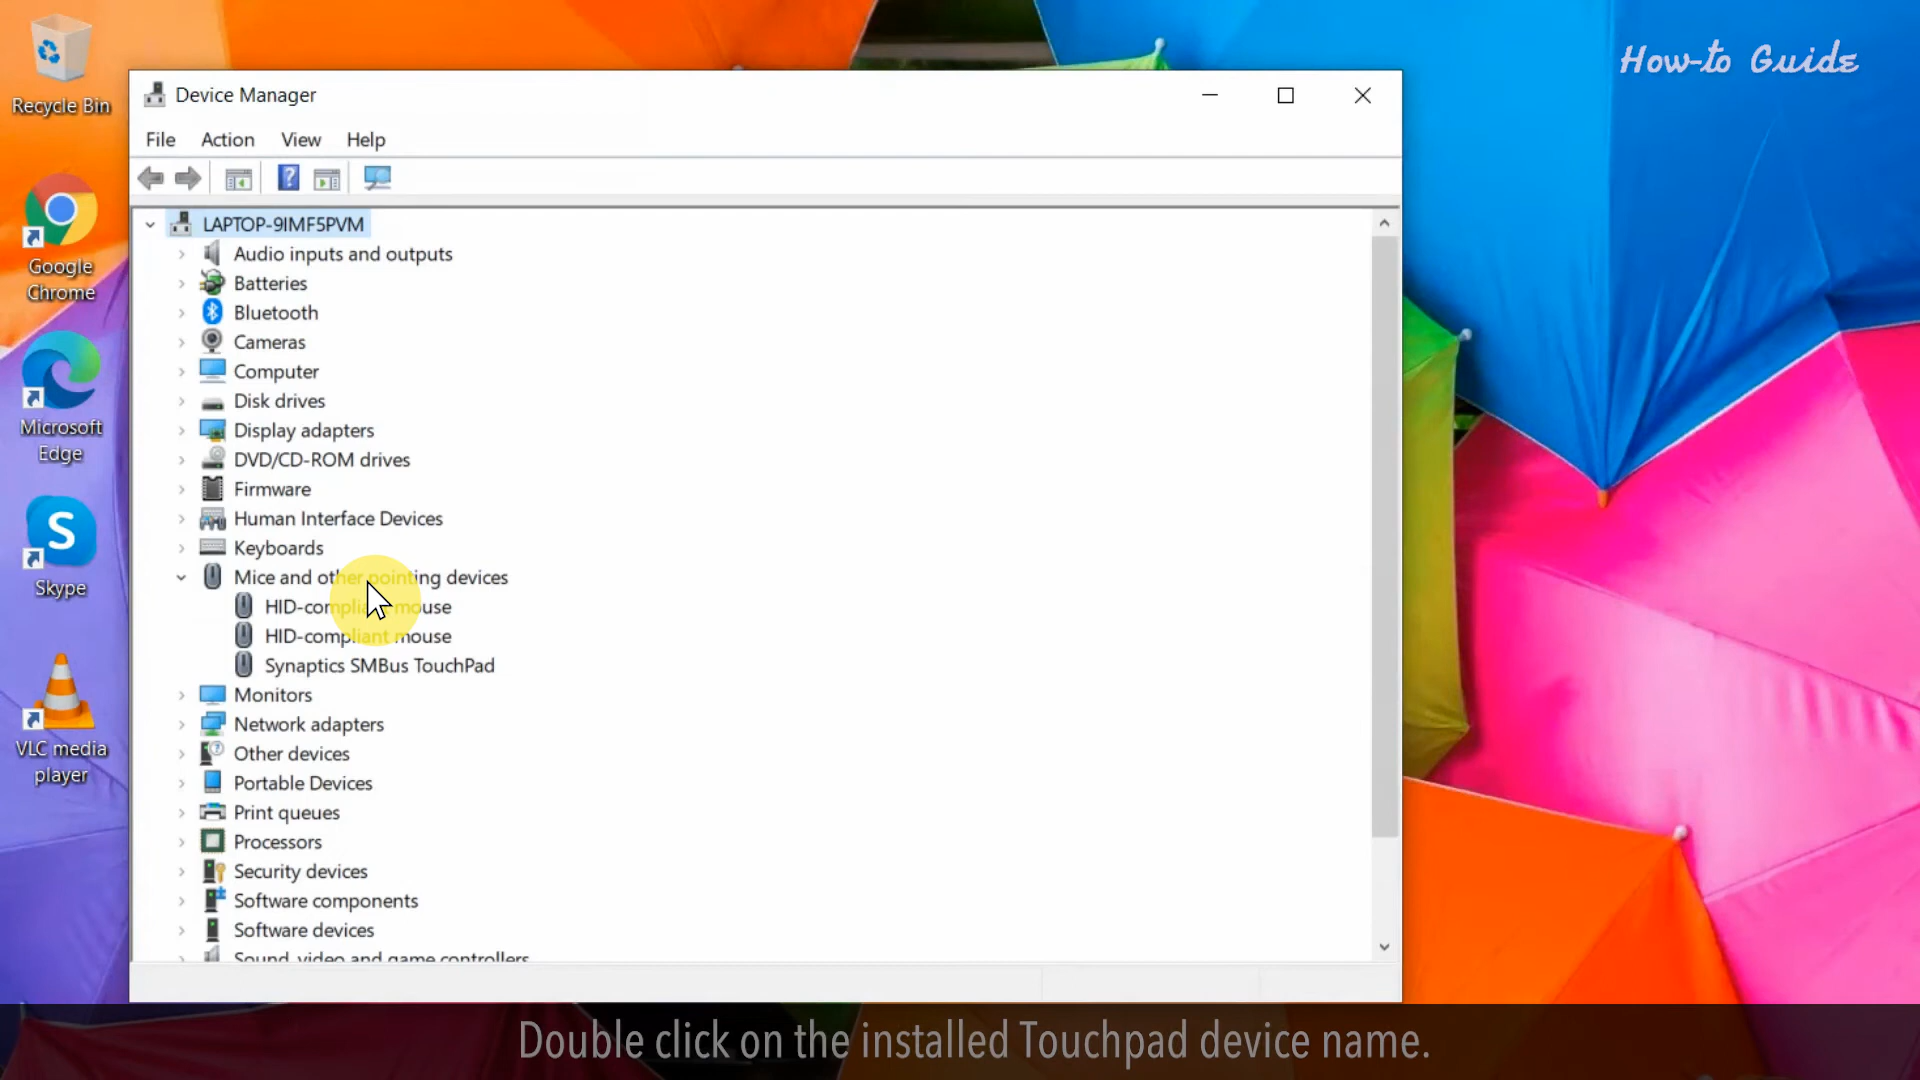 How-to Guide
Recycle Bin
Google
Chrome
Microsoft
Edge
Skype
VLC media
player
Device Manager
File Action View Help
LAPTOP-9IMF5PVM
Audio inputs and outputs
Batteries
Bluetooth
Cameras
Computer
Disk drives
Display adapters
DVD/CD-ROM drives
Firmware
Human Interface Devices
Keyboards
Mice and other pointing devices
HID-compliant mouse
HID-compliant mouse
Synaptics SMBus TouchPad
Monitors
Network adapters
Other devices
Portable Devices
Print queues
Processors
Security devices
Software components
Software devices
Sound, video and game controllers
Double click on the installed Touchpad device name.